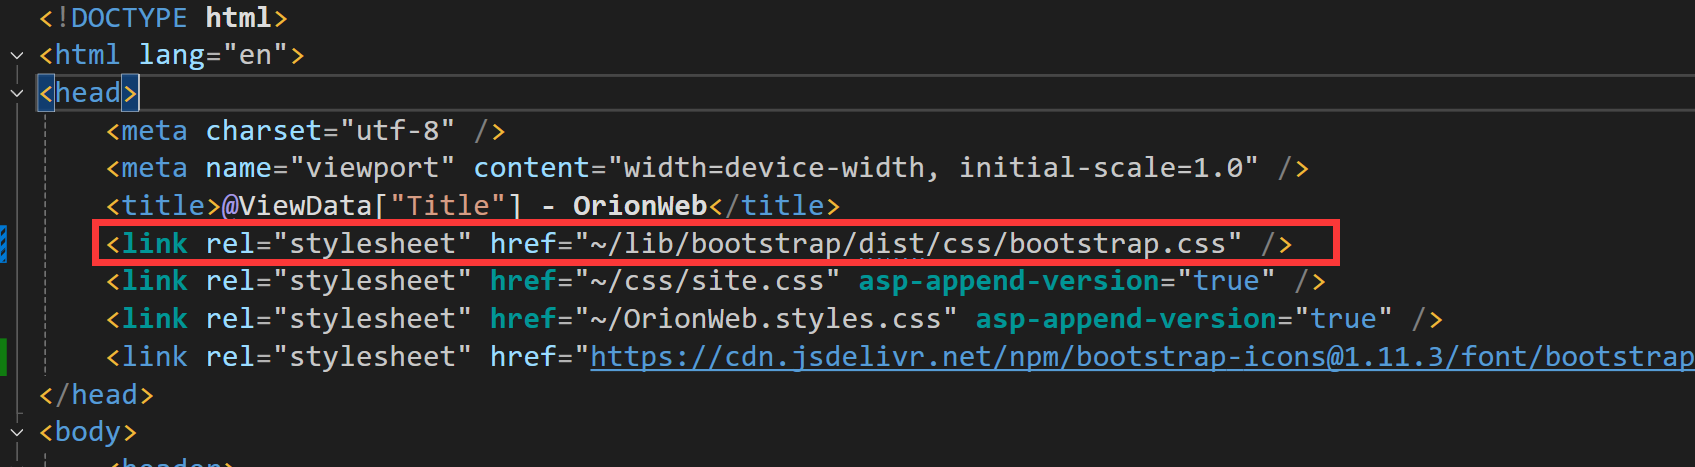 <!DOCTYPE html>
<html lang="en">
<head>
<meta charset="utf-8" />
<meta name="viewport" content="width=device-width, initial-scale=1.0" />
<title>@ViewData["Title"] - OrionWeb</title>
<link rel="stylesheet" href="~/lib/bootstrap/dist/css/bootstrap.css" />
<link rel="stylesheet" href="~/css/site.css" asp-append-version="true" />
<link rel="stylesheet" href="~/OrionWeb.styles.css" asp-append-version="true" />
<link rel="stylesheet" href="https://cdn.jsdelivr.net/npm/bootstrap-icons@1.11.3/font/bootstrap
</head>
<body>
<header>